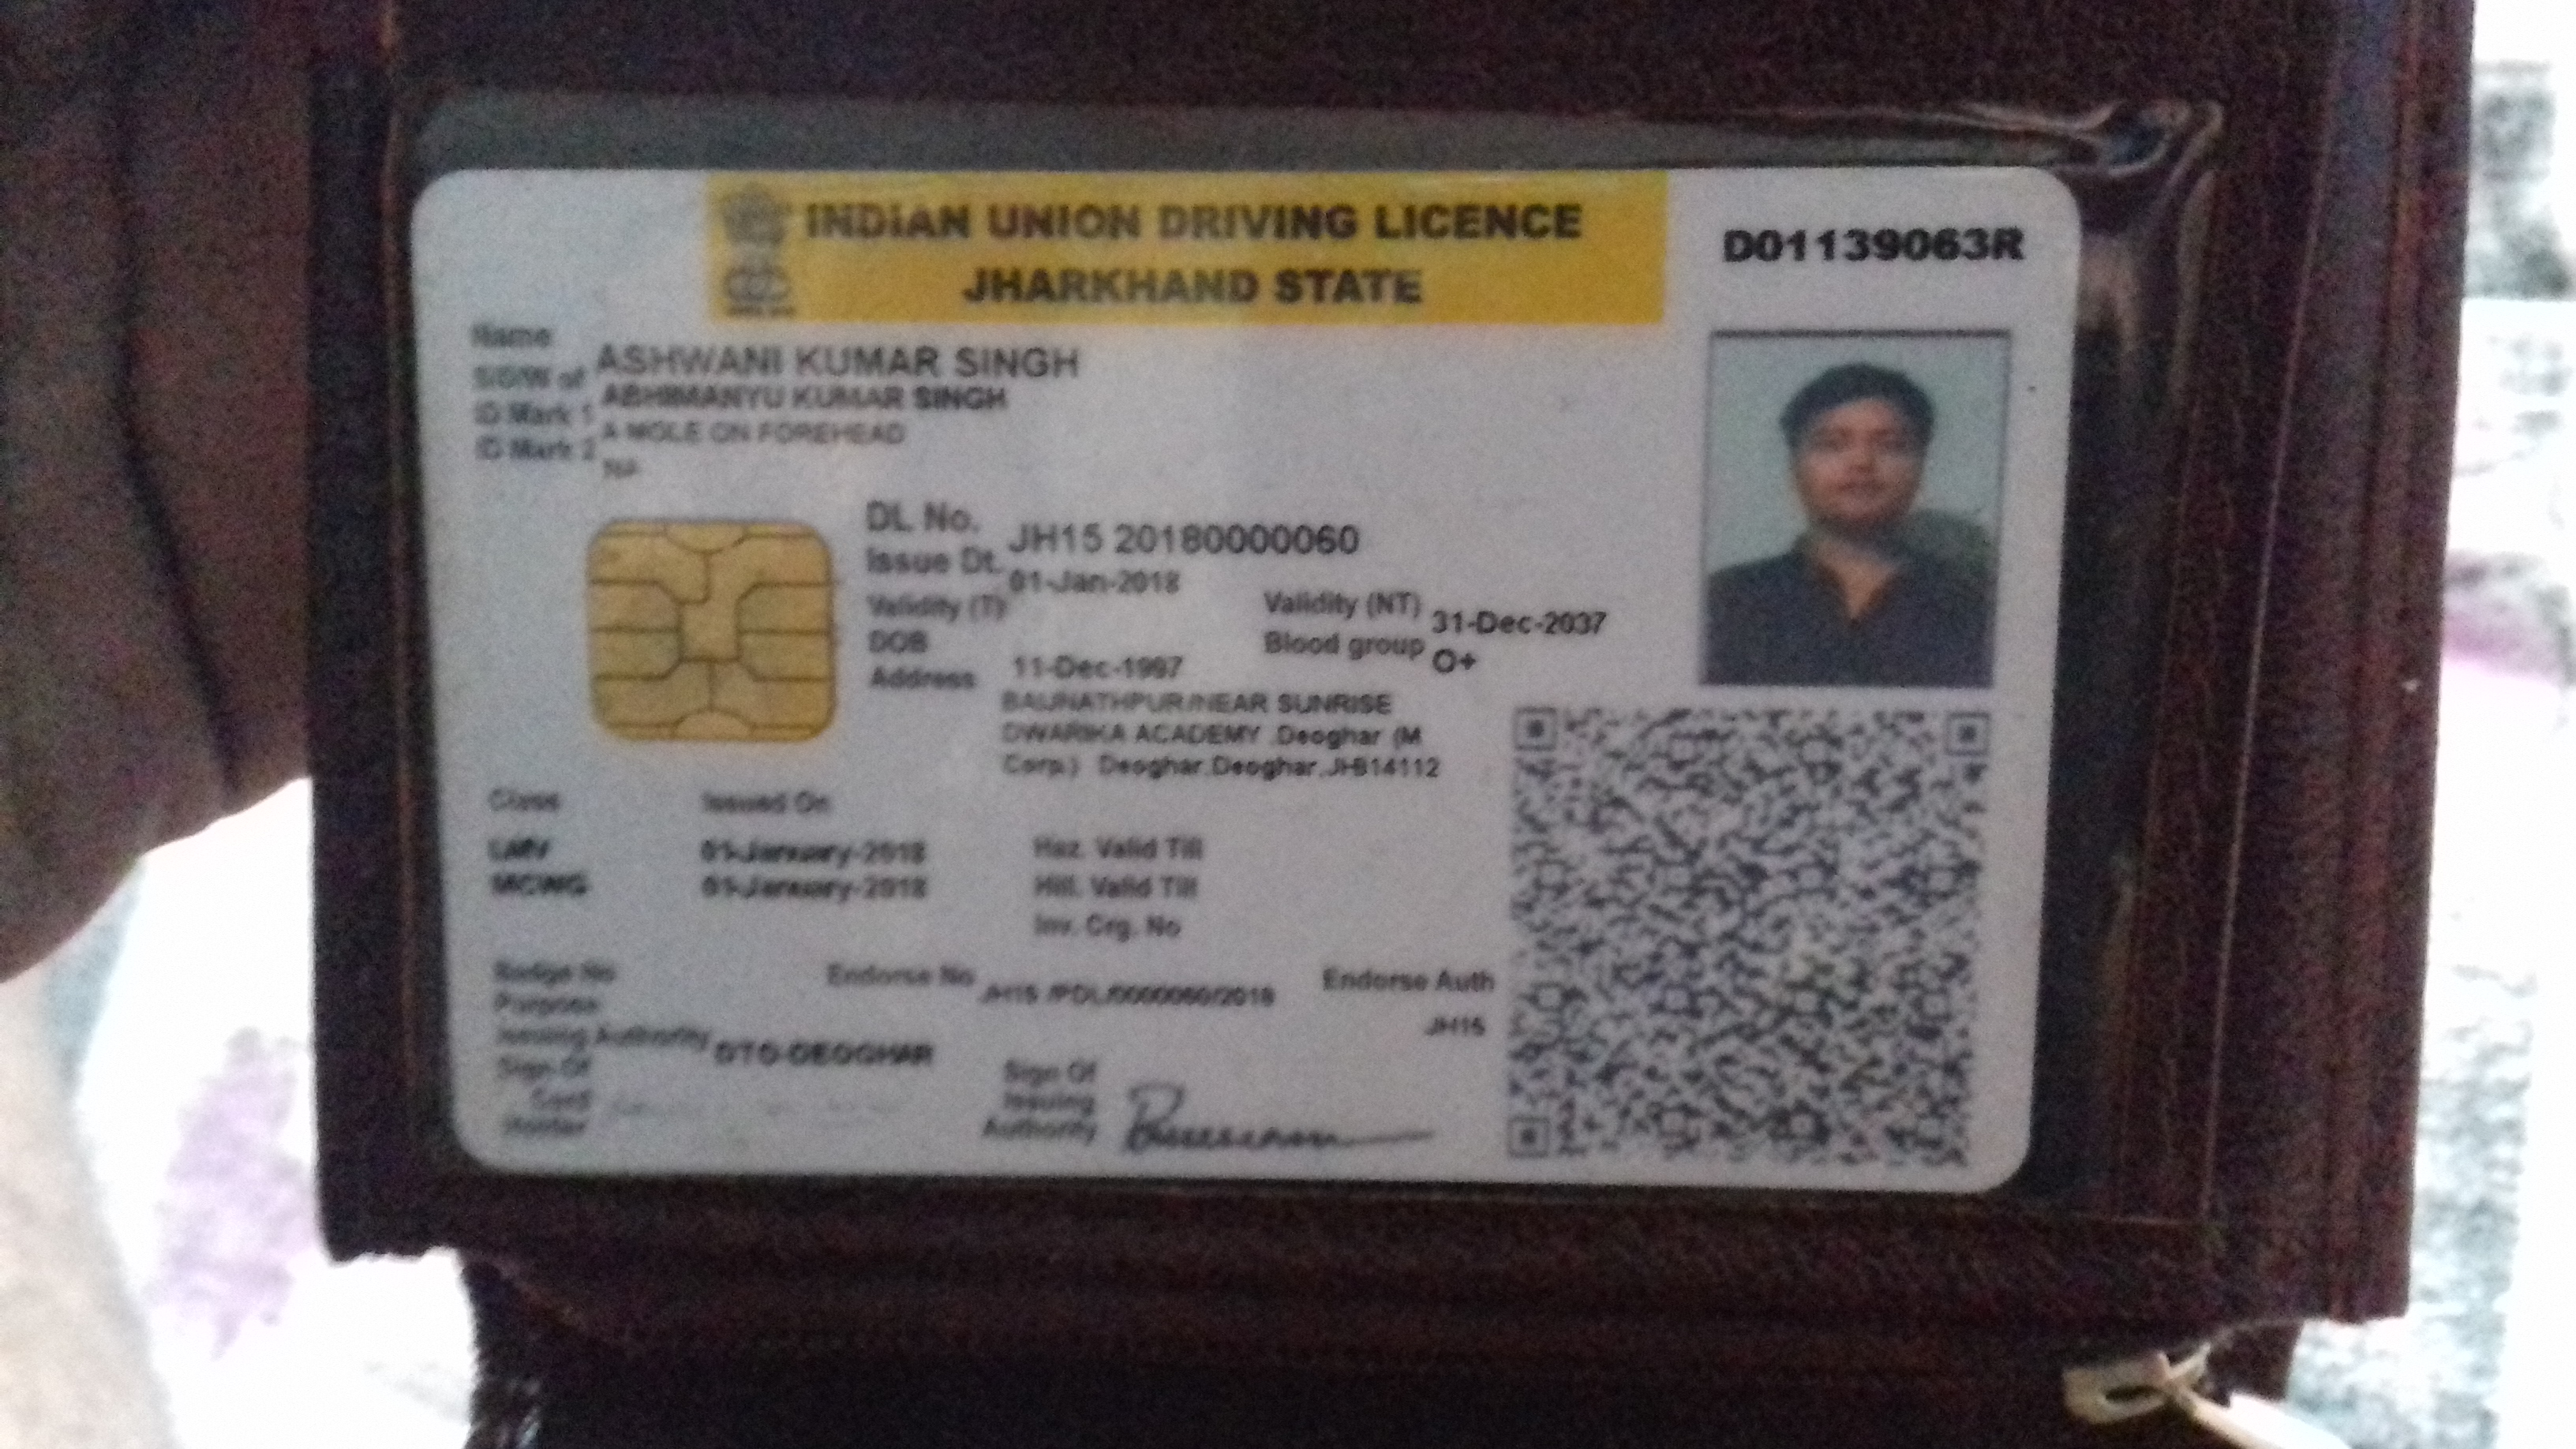 INDIAN UNION DRIVING LICENCE
JHARKHAND STATE
D01139063R
Name ASHWANI KUMAR SINGH
S/D/W of ABHIMANYU KUMAR SINGH
ID Mark 1 A MOLE ON FOREHEAD
ID Mark 2
DL No. JH15 20180000060
Issue Dt. 01-Jan-2018
Validity (T)
Validity (NT) 31-Dec-2037
DOB 11-Dec-1997
Blood group O+
Address BAIJNATHPUR/NEAR SUNRISE
DWARIKA ACADEMY ,Deoghar (M
Corp.) Deoghar,Deoghar,JH814112
Class Issued On
LMV 01-January-2018 Haz. Valid Till
MCWG 01-January-2018 Hill. Valid Till
Inv. Crg. No
Badge No Endorse No JH15 /PDL/0000060/2018 Endorse Auth
JH15
Purpose
Issuing Authority DTO-DEOGHAR
Sign Of
Card
Holder
Sign Of
Issuing
Authority